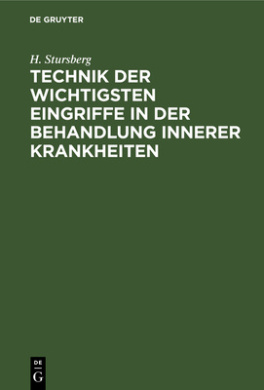 DE GRUYTER
H. Stursberg
TECHNIK DER
WICHTIGSTEN
EINGRIFFE IN DER
BEHANDLUNG INNERER
KRANKHEITEN
DE
G